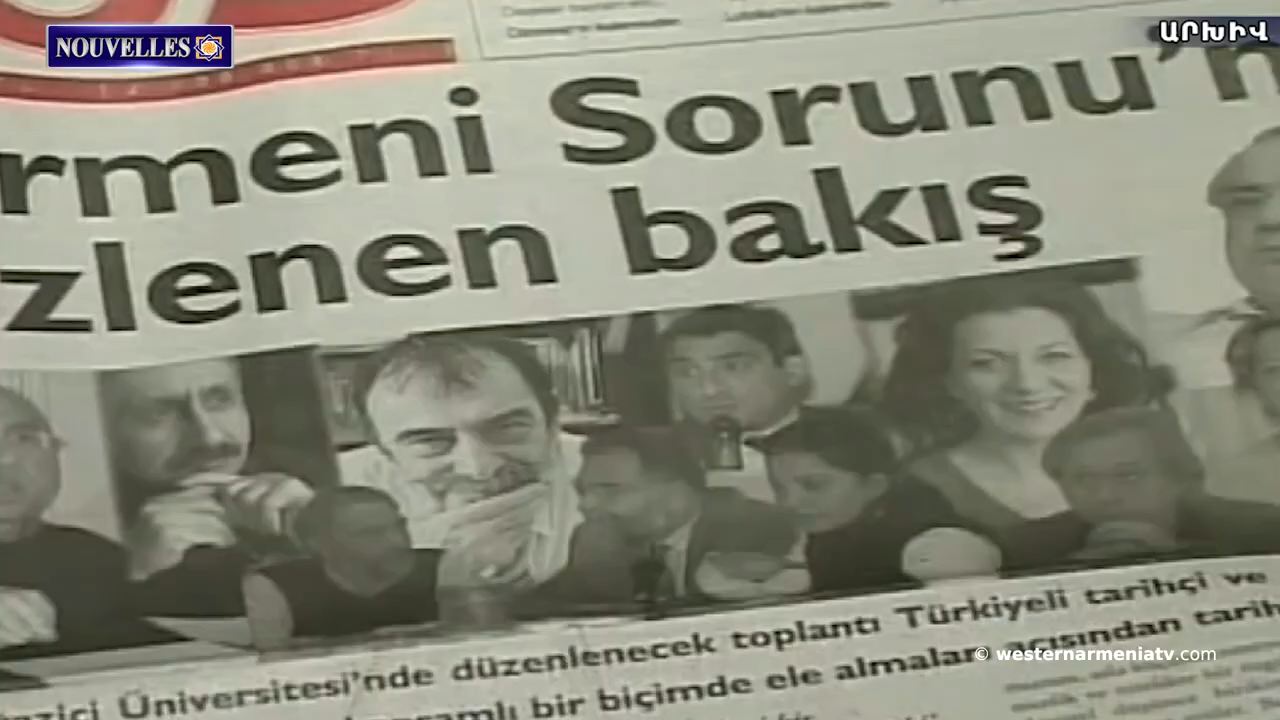 NOUVELLES
ԱՐԽԻՎ
rmeni Sorunu'n
zlenen bakış
ziçi Üniversitesi'nde düzenlenecek toplantı Türkiyeli tarihçi ve
bir biçimde ele almaları açısından tarih
© westernarmeniatv.com